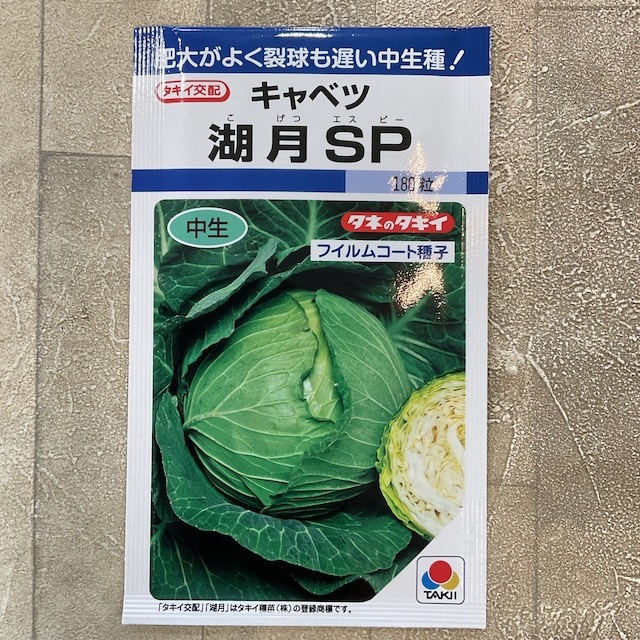 肥大がよく裂球も遅い中生種！
タキイ交配
キャベツ
こ げつ エス ピー
湖月SP
180粒
中生
タネのタキイ
フイルムコート種子
TAKII
「タキイ交配」「湖月」はタキイ種苗（株）の登録商標です。